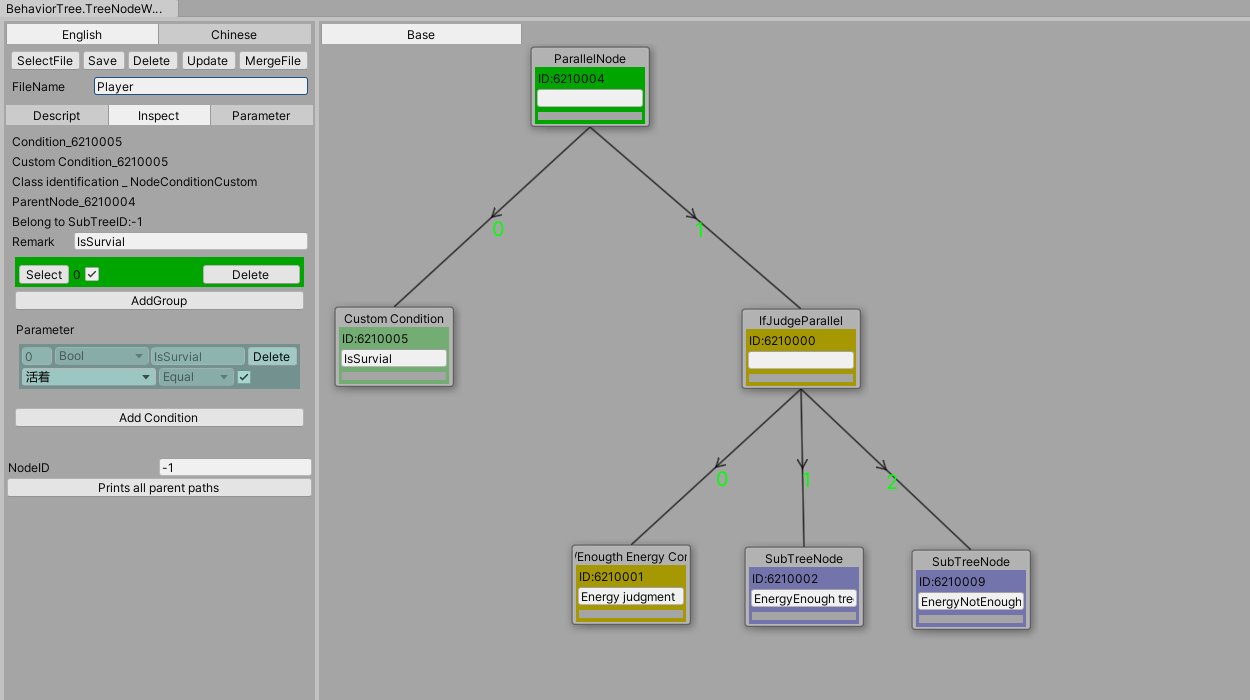 BehaviorTree.TreeNodeW...
English Chinese
SelectFile Save Delete Update MergeFile
FileName Player
Descript Inspect Parameter
Condition_6210005
Custom Condition_6210005
Class identification _ NodeConditionCustom
ParentNode_6210004
Belong to SubTreeID:-1
Remark IsSurvial
Select 0 Delete
AddGroup
Parameter
0 Bool IsSurvial Delete
活着 Equal
Add Condition
NodeID -1
Prints all parent paths
Base
ParallelNode
ID:6210004
0
1
Custom Condition
ID:6210005
IsSurvial
IfJudgeParallel
ID:6210000
0
1
2
/Enougth Energy Cor
ID:6210001
Energy judgment
SubTreeNode
ID:6210002
EnergyEnough tre
SubTreeNode
ID:6210009
EnergyNotEnough